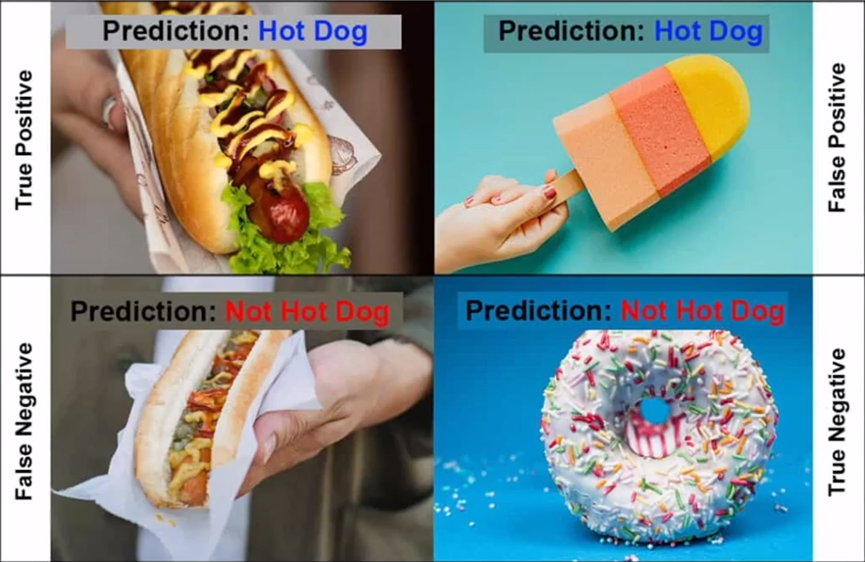 True Positive
Prediction: Hot Dog
Prediction: Hot Dog
False Positive
False Negative
Prediction: Not Hot Dog
Prediction: Not Hot Dog
True Negative